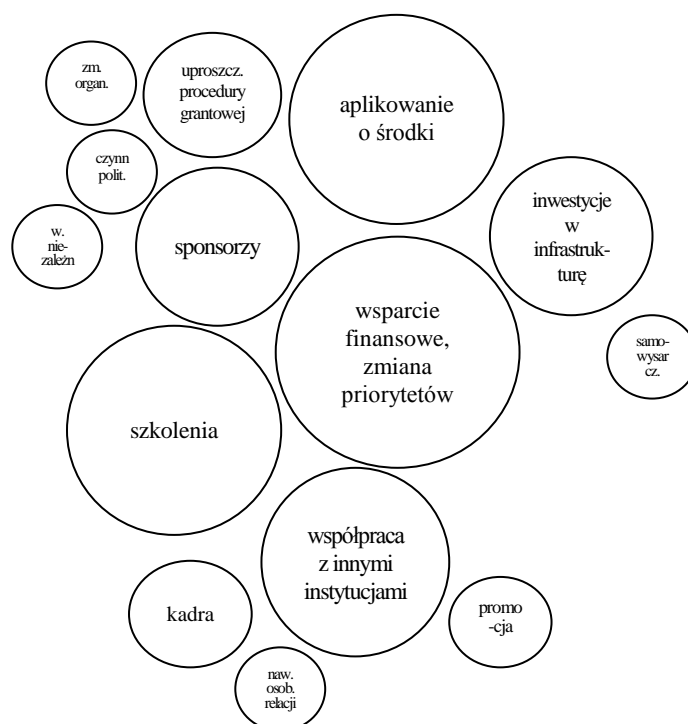 zm.
organ.
uproszcz.
procedury
grantowej
aplikowanie
o środki
czynn
polit.
w.
nie-
zależn
sponsorzy
inwestycje
w
infrastruk-
turę
wsparcie
finansowe,
zmiana
priorytetów
samo-
wysar
cz.
szkolenia
współpraca
z innymi
instytucjami
kadra
promo
-cja
naw.
osob.
relacji